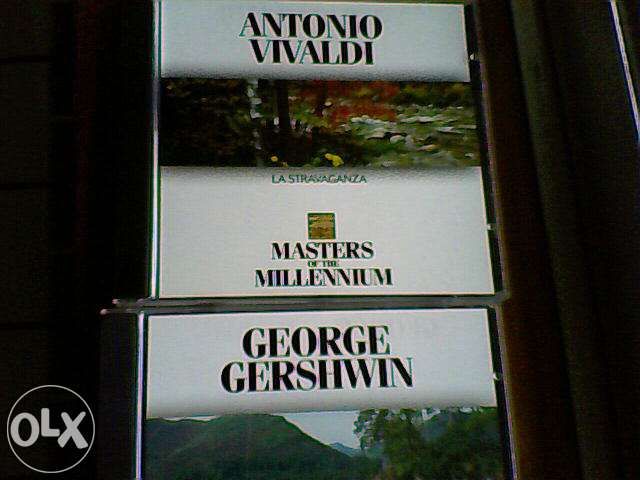 ANTONIO
VIVALDI
LA STRAVAGANZA
MASTERS
OF THE
MILLENNIUM
GEORGE
GERSHWIN
OLX